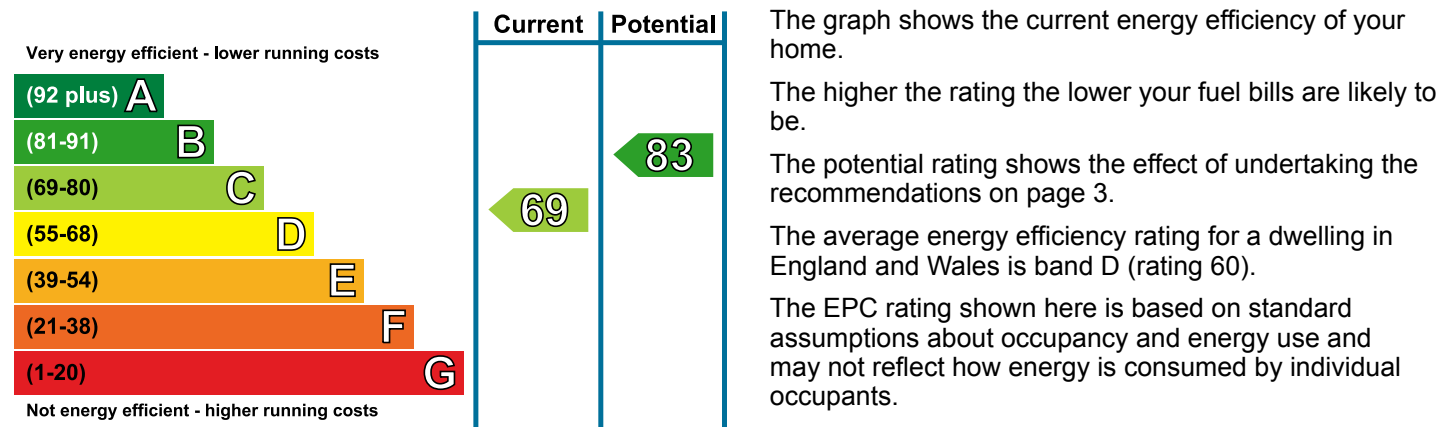 Current Potential
Very energy efficient - lower running costs
(92 plus) A
(81-91) B
83
(69-80) C
69
(55-68) D
(39-54) E
(21-38) F
(1-20) G
Not energy efficient - higher running costs
The graph shows the current energy efficiency of your
home.
The higher the rating the lower your fuel bills are likely to
be.
The potential rating shows the effect of undertaking the
recommendations on page 3.
The average energy efficiency rating for a dwelling in
England and Wales is band D (rating 60).
The EPC rating shown here is based on standard
assumptions about occupancy and energy use and
may not reflect how energy is consumed by individual
occupants.